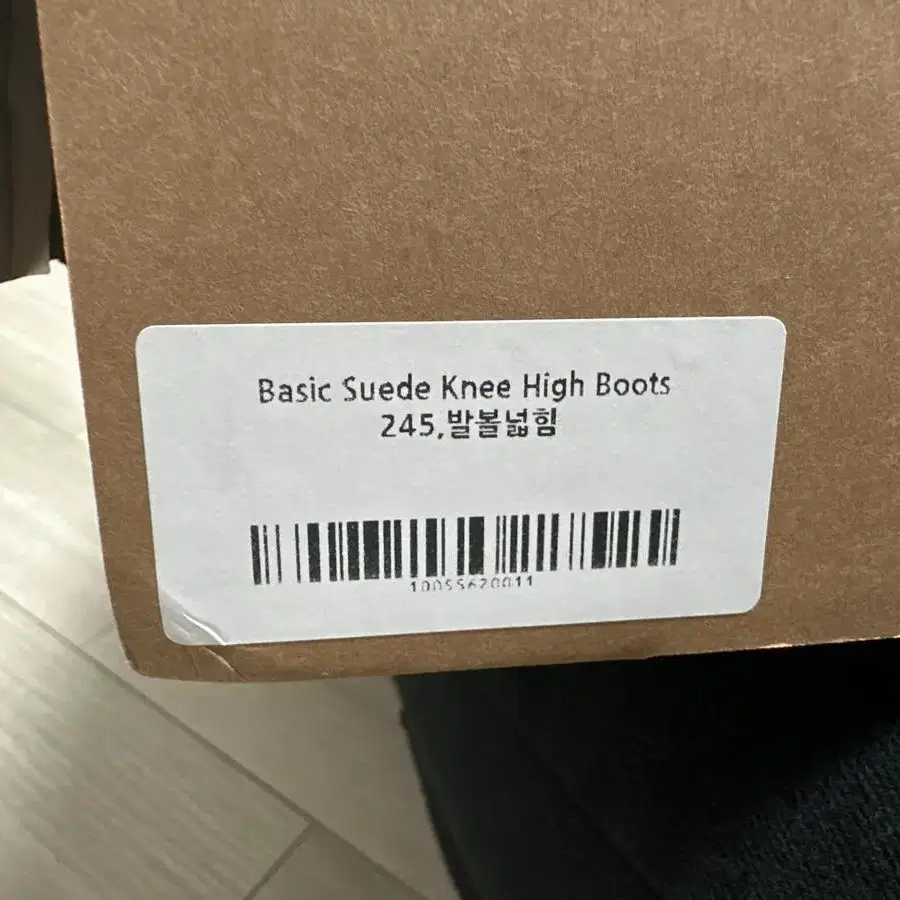 Basic Suede Knee High Boots
245,발볼넓힘
10055620011